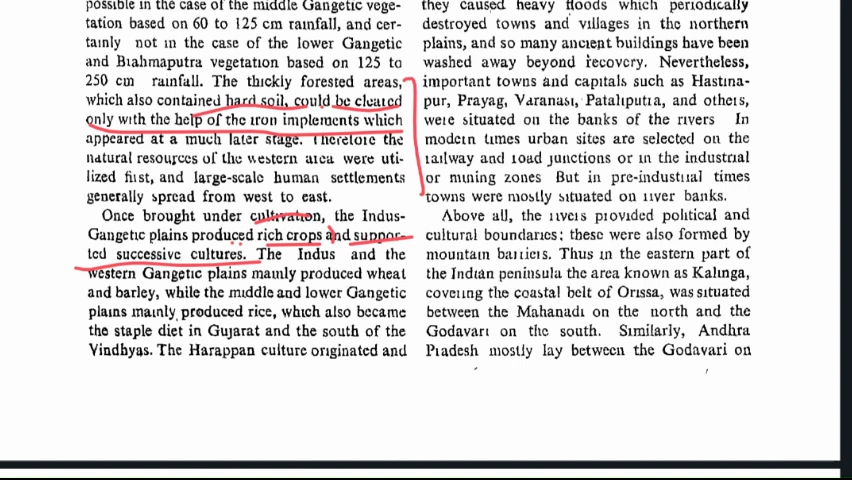 possible in the case of the middle Gangetic vege-
tation based on 60 to 125 cm rainfall, and cer-
tainly not in the case of the lower Gangetic
and Brahmaputra vegetation based on 125 to
250 cm rainfall. The thickly forested areas,
which also contained hard soil, could be cleared
only with the help of the iron implements which
appeared at a much later stage. Therefore the
natural resources of the western area were uti-
lized first, and large-scale human settlements
generally spread from west to east.
Once brought under cultivation, the Indus-
Gangetic plains produced rich crops and suppor-
ted successive cultures. The Indus and the
western Gangetic plains mainly produced wheat
and barley, while the middle and lower Gangetic
plains mainly produced rice, which also became
the staple diet in Gujarat and the south of the
Vindhyas. The Harappan culture originated and
they caused heavy floods which periodically
destroyed towns and villages in the northern
plains, and so many ancient buildings have been
washed away beyond recovery. Nevertheless,
important towns and capitals such as Hastina-
pur, Prayag, Varanasi, Pataliputra, and others,
were situated on the banks of the rivers In
modern times urban sites are selected on the
railway and road junctions or in the industrial
or mining zones But in pre-industrial times
towns were mostly situated on river banks.
Above all, the rivers provided political and
cultural boundaries; these were also formed by
mountain barriers. Thus in the eastern part of
the Indian peninsula the area known as Kalinga,
covering the coastal belt of Orissa, was situated
between the Mahanadi on the north and the
Godavari on the south. Similarly, Andhra
Pradesh mostly lay between the Godavari on